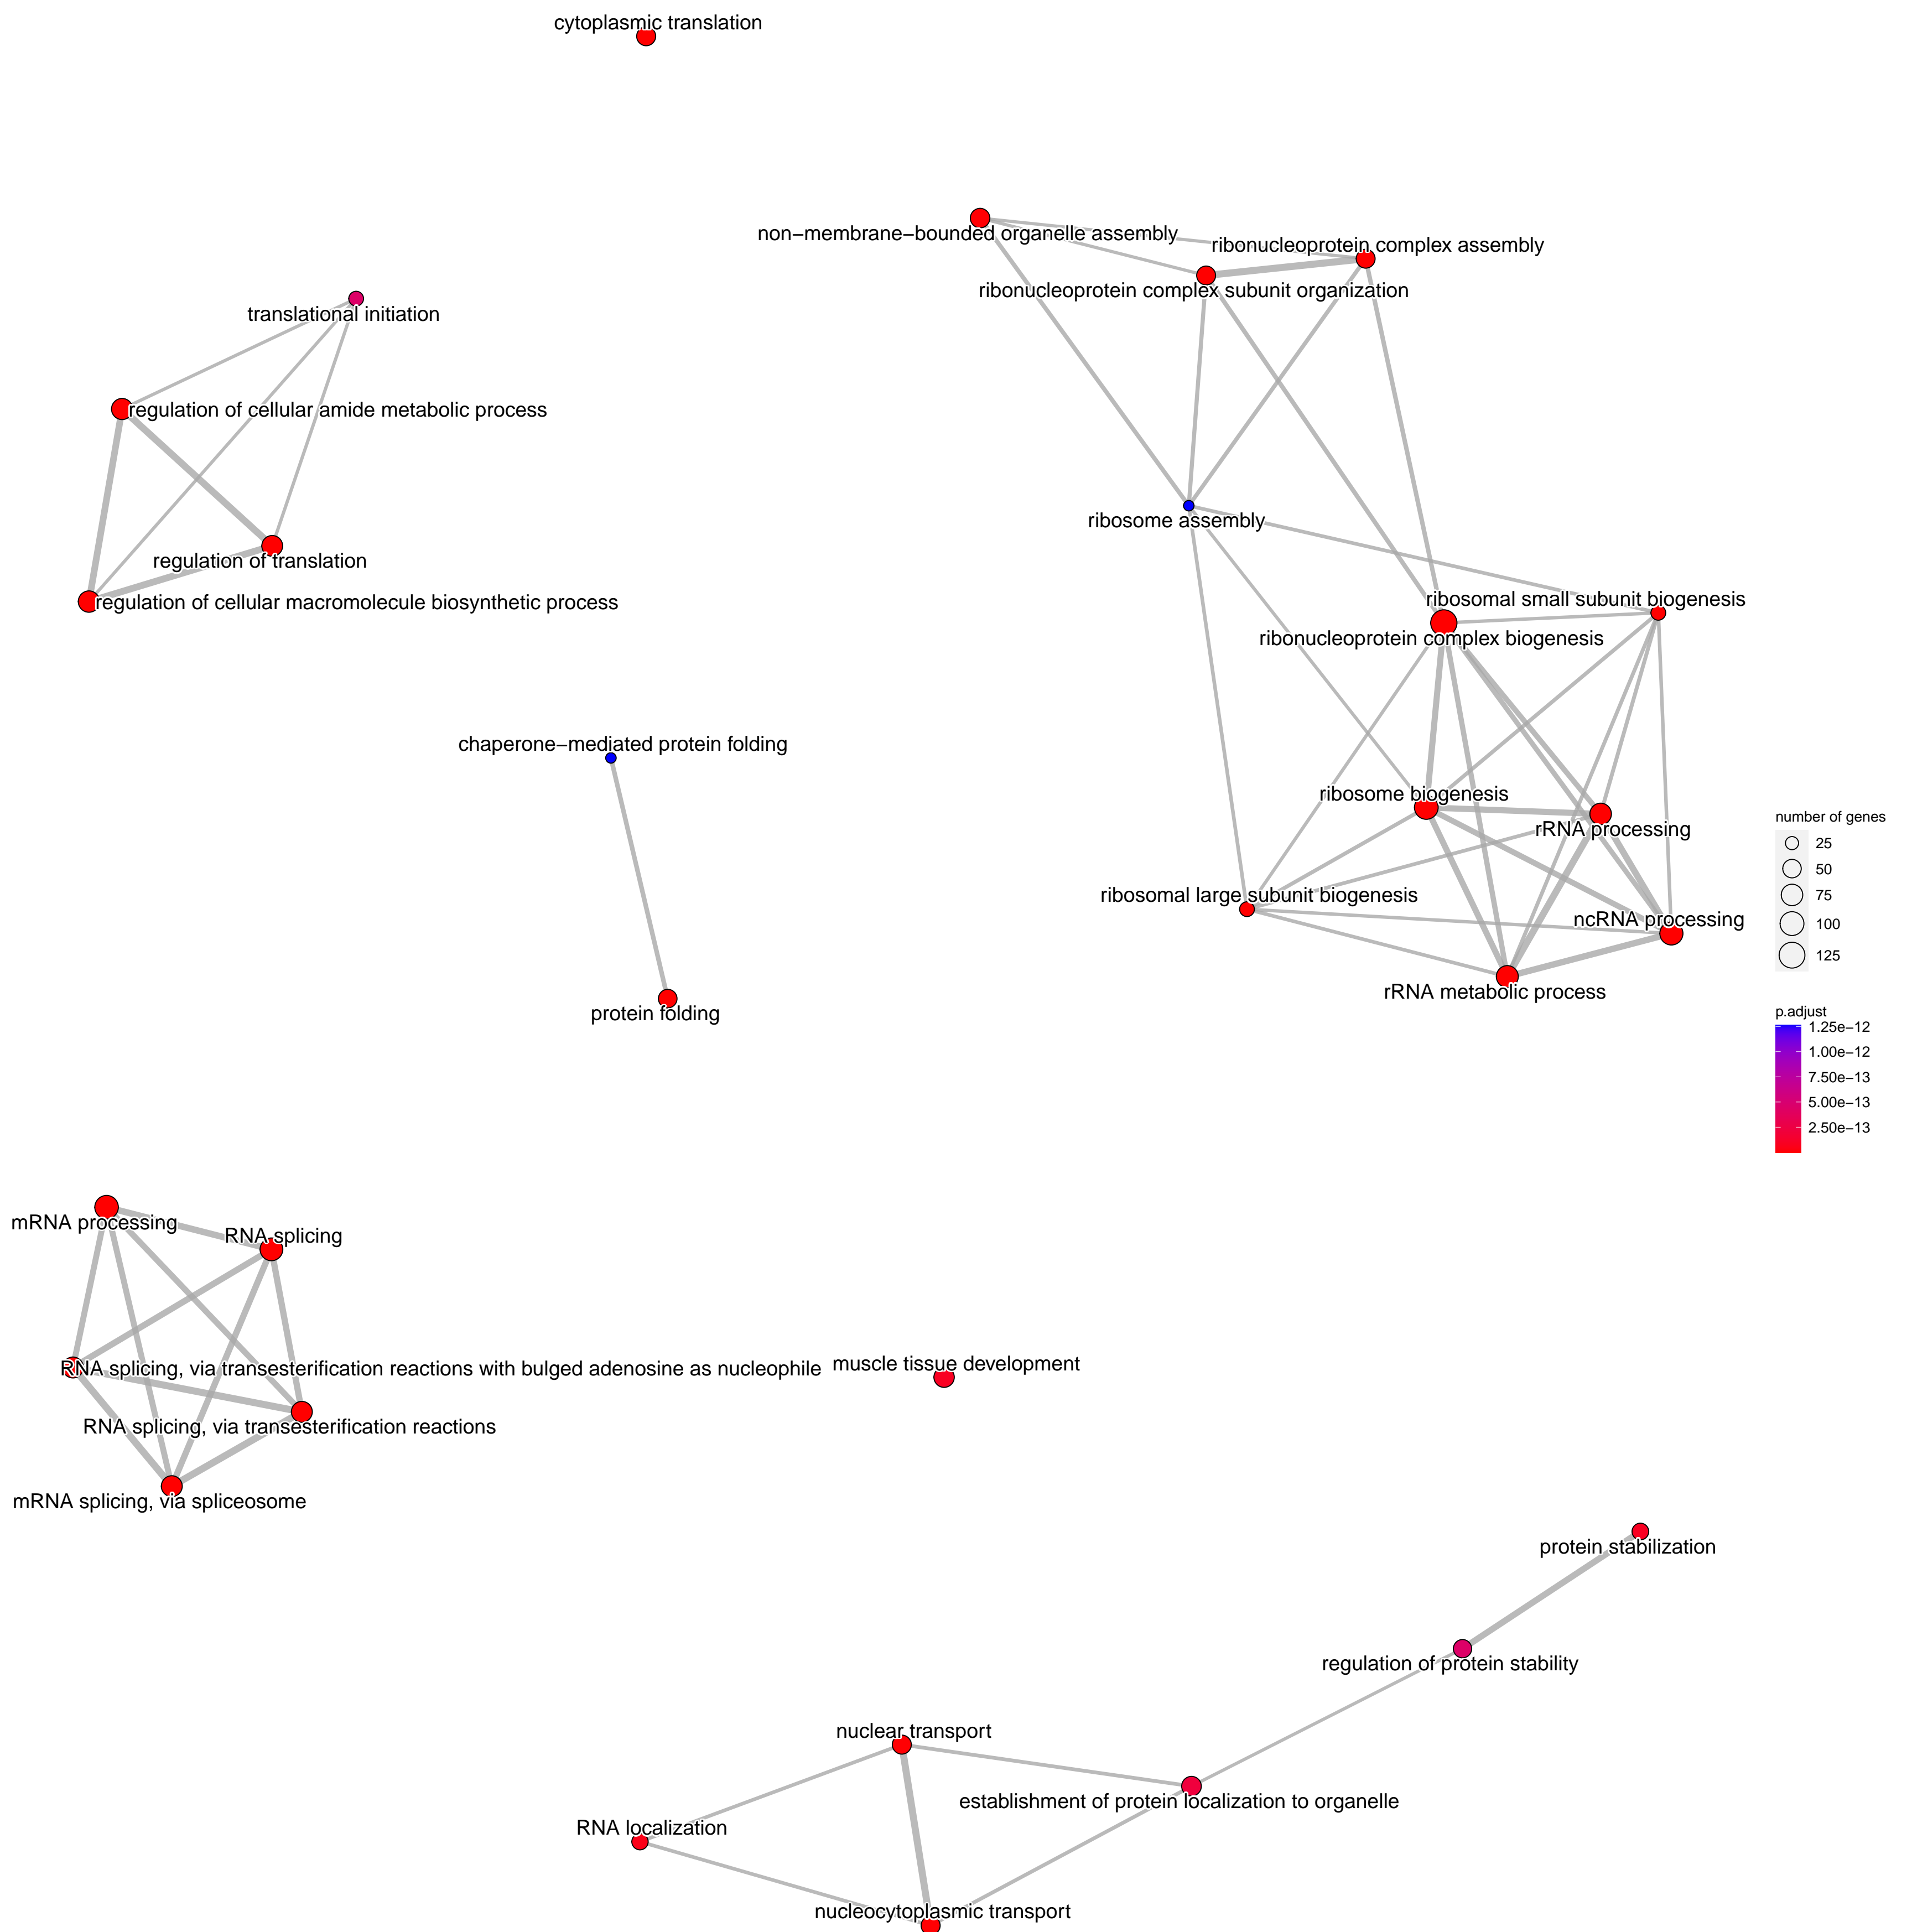 cytoplasmic translation
non−membrane−bounded organelle assembly
ribonucleoprotein complex assembly
ribonucleoprotein complex subunit organization
translational initiation
regulation of cellular amide metabolic process
ribosome assembly
regulation of translation
regulation of cellular macromolecule biosynthetic process
ribosomal small subunit biogenesis
ribonucleoprotein complex biogenesis
chaperone−mediated protein folding
ribosome biogenesis
rRNA processing
ribosomal large subunit biogenesis
ncRNA processing
rRNA metabolic process
protein folding
number of genes
25
50
75
100
125
p.adjust
1.25e−12
1.00e−12
7.50e−13
5.00e−13
2.50e−13
mRNA processing
RNA splicing
RNA splicing, via transesterification reactions with bulged adenosine as nucleophile
muscle tissue development
RNA splicing, via transesterification reactions
mRNA splicing, via spliceosome
protein stabilization
regulation of protein stability
nuclear transport
establishment of protein localization to organelle
RNA localization
nucleocytoplasmic transport